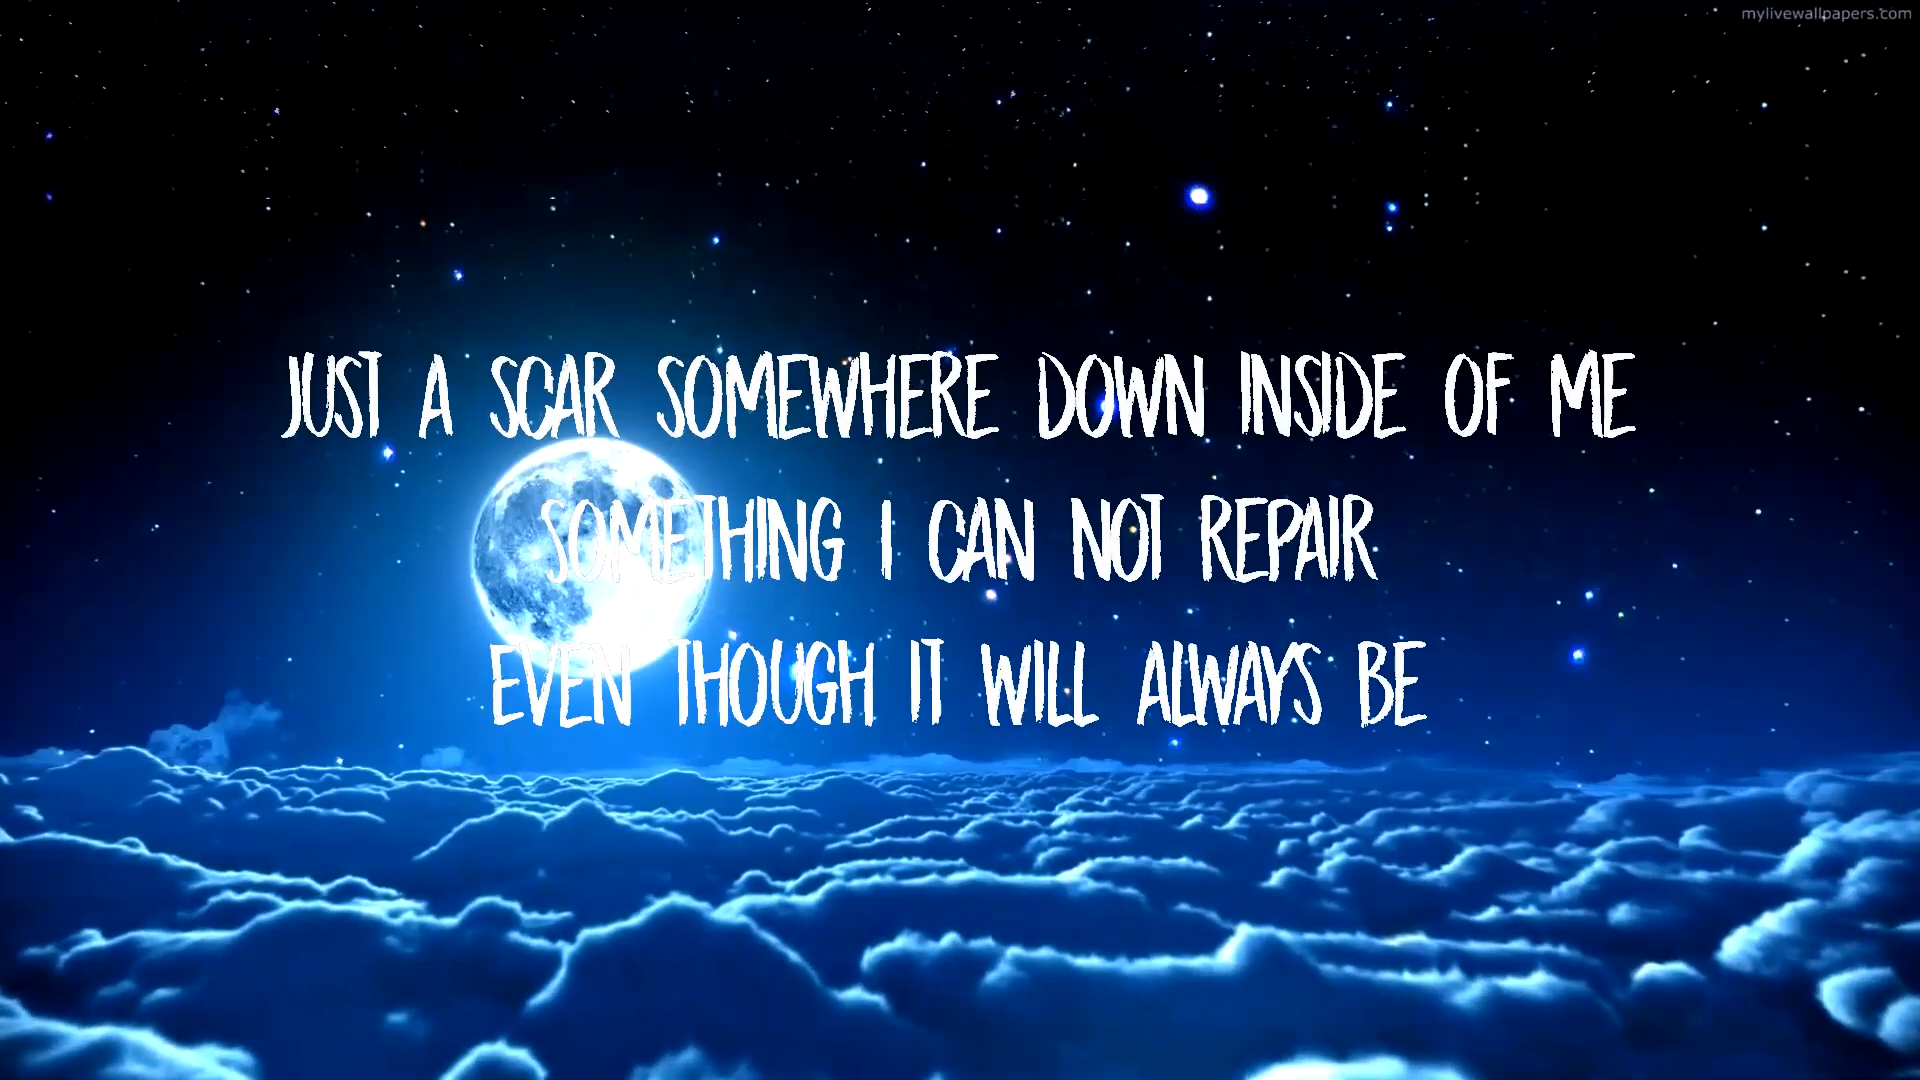 mylivewallpapers.com
JUST A SCAR SOMEWHERE DOWN INSIDE OF ME
SOMETHING I CAN NOT REPAIR
EVEN THOUGH IT WILL ALWAYS BE